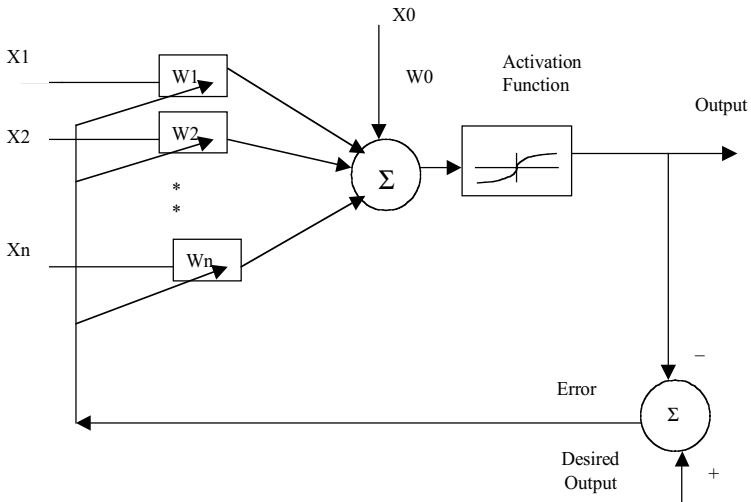 X0
X1
W1
W0
Activation
Function
Output
X2
W2
*
*
Σ
Xn
Wn
−
Error
Σ
Desired
Output
+